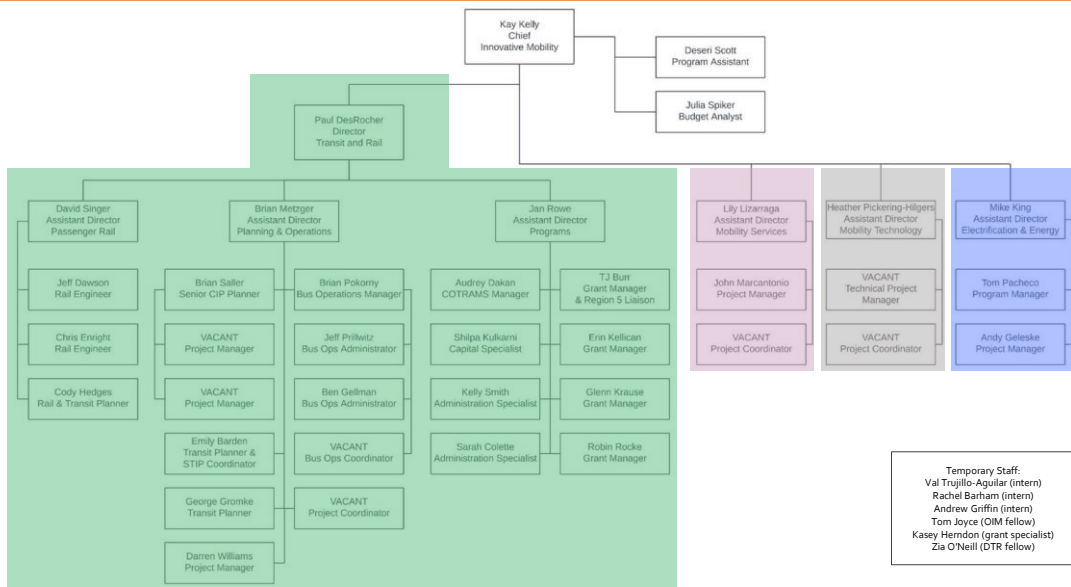 Kay Kelly
Chief
Innovative Mobility
Deseri Scott
Program Assistant
Julia Spiker
Budget Analyst
Paul DesRocher
Director
Transit and Rail
David Singer
Assistant Director
Passenger Rail
Brian Metzger
Assistant Director
Planning & Operations
Jan Rowe
Assistant Director
Programs
Lily Lizarraga
Assistant Director
Mobility Services
Heather Pickering-Hilgers
Assistant Director
Mobility Technology
Mike King
Assistant Director
Electrification & Energy
Jeff Dawson
Rail Engineer
Brian Saller
Senior CIP Planner
Brian Pokorny
Bus Operations Manager
Audrey Dakan
COTRAMS Manager
TJ Burr
Grant Manager
& Region 5 Liaison
John Marcantonio
Project Manager
VACANT
Technical Project
Manager
Tom Pacheco
Program Manager
Chris Enright
Rail Engineer
VACANT
Project Manager
Jeff Prillwitz
Bus Ops Administrator
Shilpa Kulkarni
Capital Specialist
Erin Kellican
Grant Manager
VACANT
Project Coordinator
VACANT
Project Coordinator
Andy Geleske
Project Manager
Cody Hedges
Rail & Transit Planner
VACANT
Project Manager
Ben Gellman
Bus Ops Administrator
Kelly Smith
Administration Specialist
Glenn Krause
Grant Manager
Emily Barden
Transit Planner &
STIP Coordinator
VACANT
Bus Ops Coordinator
Sarah Colette
Administration Specialist
Robin Rocke
Grant Manager
George Gromke
Transit Planner
VACANT
Project Coordinator
Darren Williams
Project Manager
Temporary Staff:
Val Trujillo-Aguilar (intern)
Rachel Barham (intern)
Andrew Griffin (intern)
Tom Joyce (OIM fellow)
Kasey Herndon (grant specialist)
Zia O'Neill (DTR fellow)